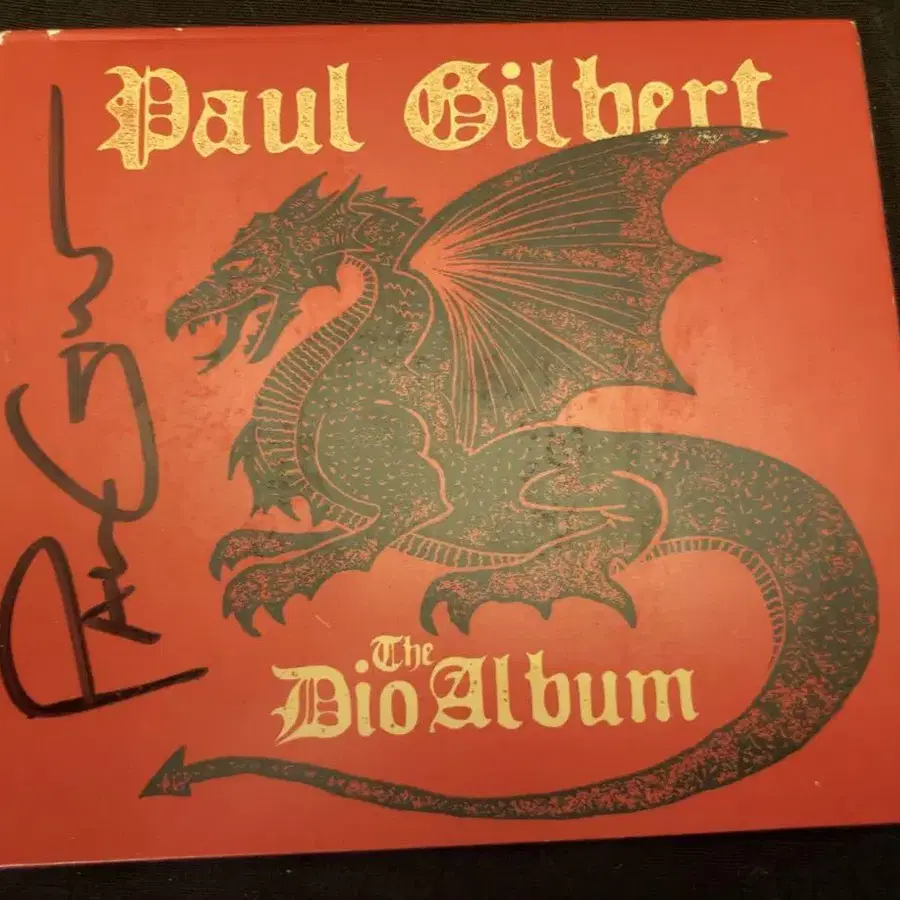 Paul Gilbert
The
Dio Album